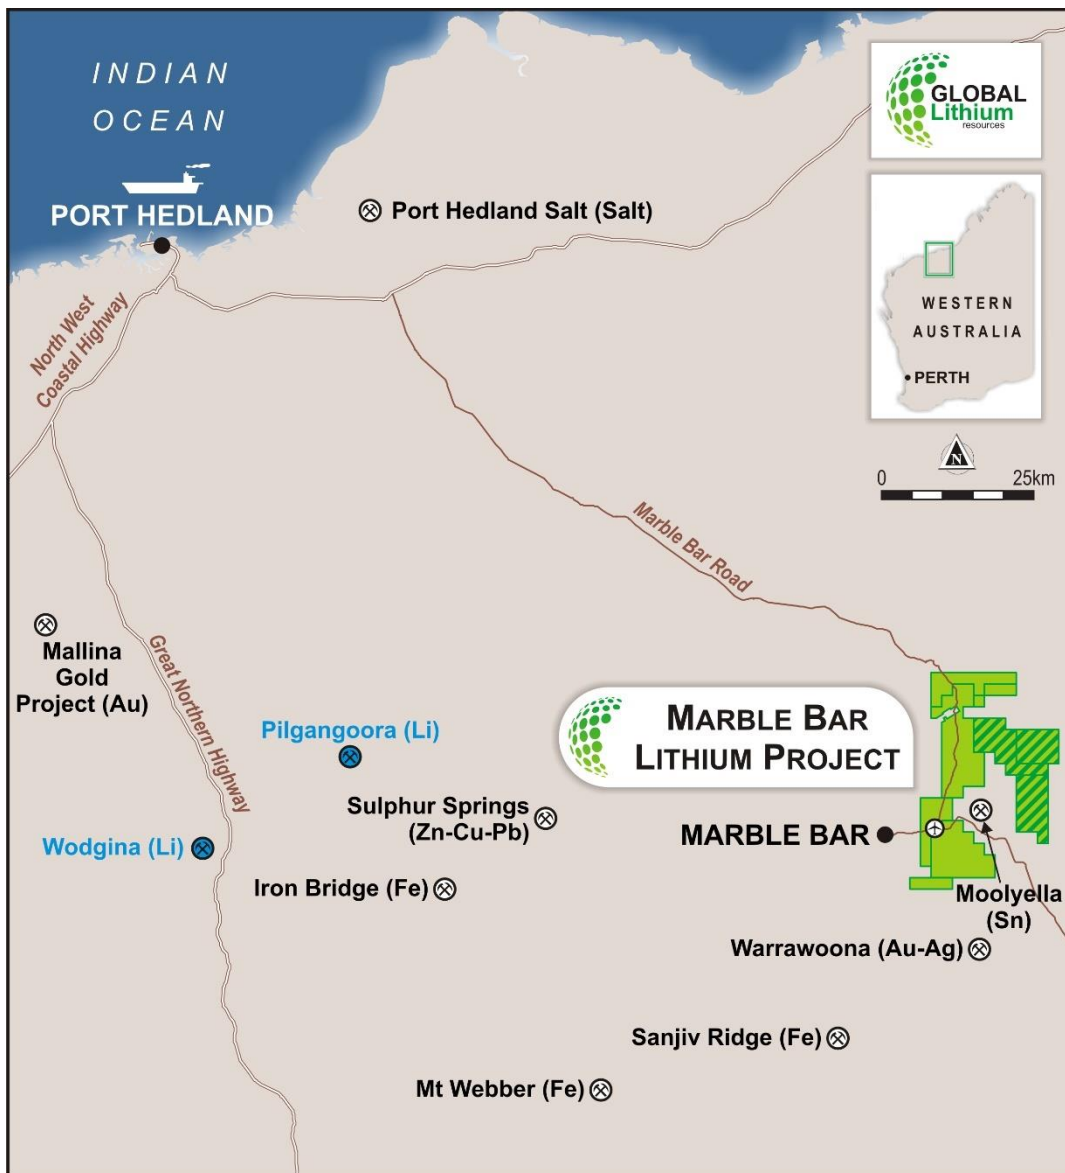 INDIAN
OCEAN
PORT HEDLAND
Port Hedland Salt (Salt)
GLOBAL
Lithium
resources
WESTERN
AUSTRALIA
PERTH
N
0 25km
North West
Coastal Highway
Marble Bar Road
Great Northern Highway
Mallina
Gold
Project (Au)
Pilgangoora (Li)
MARBLE BAR
LITHIUM PROJECT
Sulphur Springs
(Zn-Cu-Pb)
MARBLE BAR
Wodgina (Li)
Iron Bridge (Fe)
Moolyella
(Sn)
Warrawoona (Au-Ag)
Sanjiv Ridge (Fe)
Mt Webber (Fe)